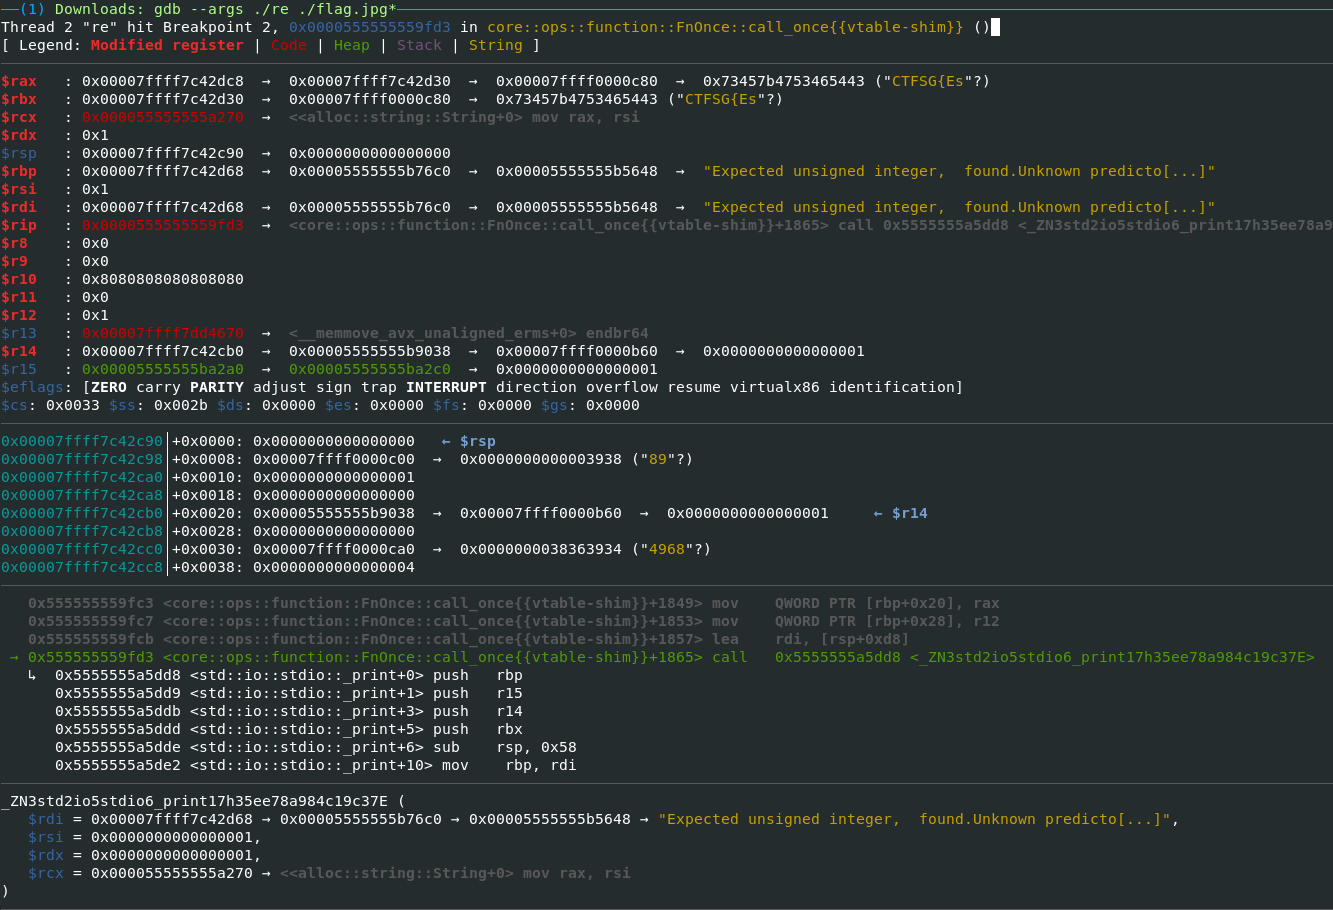 (1) Downloads: gdb --args ./re ./flag.jpg*
Thread 2 "re" hit Breakpoint 2, 0x0000555555559fd3 in core::ops::function::FnOnce::call_once{{vtable-shim}} ()
[ Legend: Modified register | Code | Heap | Stack | String ]
$rax   : 0x00007ffff7c42dc8  →  0x00007ffff7c42d30  →  0x00007ffff0000c80  →  0x73457b4753465443 ("CTFSG{Es"?)
$rbx   : 0x00007ffff7c42d30  →  0x00007ffff0000c80  →  0x73457b4753465443 ("CTFSG{Es"?)
$rcx   : 0x000055555555a270  →  <<alloc::string::String+0> mov rax, rsi
$rdx   : 0x1
$rsp   : 0x00007ffff7c42c90  →  0x0000000000000000
$rbp   : 0x00007ffff7c42d68  →  0x00005555555b76c0  →  0x00005555555b5648  →  "Expected unsigned integer,  found.Unknown predicto[...]"
$rsi   : 0x1
$rdi   : 0x00007ffff7c42d68  →  0x00005555555b76c0  →  0x00005555555b5648  →  "Expected unsigned integer,  found.Unknown predicto[...]"
$rip   : 0x0000555555559fd3  →  <core::ops::function::FnOnce::call_once{{vtable-shim}}+1865> call 0x5555555a5dd8 <_ZN3std2io5stdio6_print17h35ee78a9
$r8    : 0x0
$r9    : 0x0
$r10   : 0x8080808080808080
$r11   : 0x0
$r12   : 0x1
$r13   : 0x00007ffff7dd4670  →  <__memmove_avx_unaligned_erms+0> endbr64
$r14   : 0x00007ffff7c42cb0  →  0x00005555555b9038  →  0x00007ffff0000b60  →  0x0000000000000001
$r15   : 0x00005555555ba2a0  →  0x00005555555ba2c0  →  0x0000000000000001
$eflags: [ZERO carry PARITY adjust sign trap INTERRUPT direction overflow resume virtualx86 identification]
$cs: 0x0033 $ss: 0x002b $ds: 0x0000 $es: 0x0000 $fs: 0x0000 $gs: 0x0000
0x00007ffff7c42c90│+0x0000: 0x0000000000000000   ← $rsp
0x00007ffff7c42c98│+0x0008: 0x00007ffff0000c00  →  0x0000000000003938 ("89"?)
0x00007ffff7c42ca0│+0x0010: 0x0000000000000001
0x00007ffff7c42ca8│+0x0018: 0x0000000000000000
0x00007ffff7c42cb0│+0x0020: 0x00005555555b9038  →  0x00007ffff0000b60  →  0x0000000000000001     ← $r14
0x00007ffff7c42cb8│+0x0028: 0x0000000000000000
0x00007ffff7c42cc0│+0x0030: 0x00007ffff0000ca0  →  0x0000000038363934 ("4968"?)
0x00007ffff7c42cc8│+0x0038: 0x0000000000000004
   0x555555559fc3 <core::ops::function::FnOnce::call_once{{vtable-shim}}+1849> mov    QWORD PTR [rbp+0x20], rax
   0x555555559fc7 <core::ops::function::FnOnce::call_once{{vtable-shim}}+1853> mov    QWORD PTR [rbp+0x28], r12
   0x555555559fcb <core::ops::function::FnOnce::call_once{{vtable-shim}}+1857> lea    rdi, [rsp+0xd8]
 → 0x555555559fd3 <core::ops::function::FnOnce::call_once{{vtable-shim}}+1865> call   0x5555555a5dd8 <_ZN3std2io5stdio6_print17h35ee78a984c19c37E>
   ↳  0x5555555a5dd8 <std::io::stdio::_print+0> push   rbp
      0x5555555a5dd9 <std::io::stdio::_print+1> push   r15
      0x5555555a5ddb <std::io::stdio::_print+3> push   r14
      0x5555555a5ddd <std::io::stdio::_print+5> push   rbx
      0x5555555a5dde <std::io::stdio::_print+6> sub    rsp, 0x58
      0x5555555a5de2 <std::io::stdio::_print+10> mov    rbp, rdi
_ZN3std2io5stdio6_print17h35ee78a984c19c37E (
   $rdi = 0x00007ffff7c42d68 → 0x00005555555b76c0 → 0x00005555555b5648 → "Expected unsigned integer,  found.Unknown predicto[...]",
   $rsi = 0x0000000000000001,
   $rdx = 0x0000000000000001,
   $rcx = 0x000055555555a270 → <<alloc::string::String+0> mov rax, rsi
)